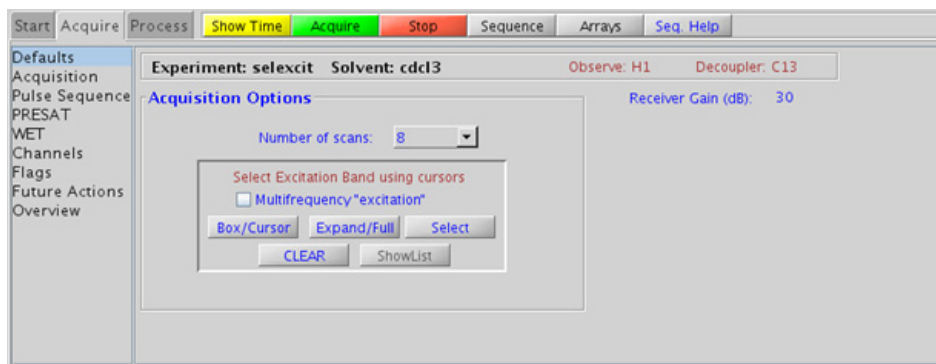 Start Acquire Process Show Time Acquire Stop Sequence Arrays Seq. Help
Defaults
Acquisition
Pulse Sequence
PRESAT
WET
Channels
Flags
Future Actions
Overview
Experiment: selexcit Solvent: cdcl3 Observe: H1 Decoupler: C13
Acquisition Options Receiver Gain (dB): 30
Number of scans: 8
Select Excitation Band using cursors
Multifrequency "excitation"
Box/Cursor Expand/Full Select
CLEAR ShowList